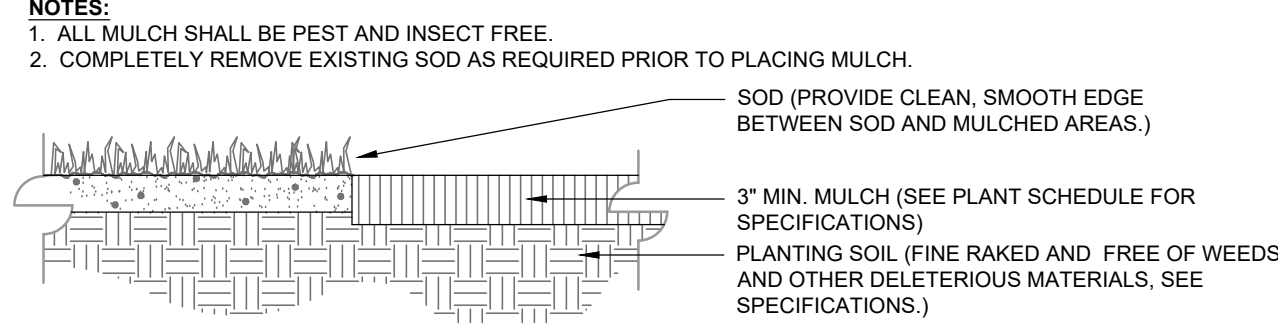 NOTES:
1. ALL MULCH SHALL BE PEST AND INSECT FREE.
2. COMPLETELY REMOVE EXISTING SOD AS REQUIRED PRIOR TO PLACING MULCH.
SOD (PROVIDE CLEAN, SMOOTH EDGE
BETWEEN SOD AND MULCHED AREAS.)
3" MIN. MULCH (SEE PLANT SCHEDULE FOR
SPECIFICATIONS)
PLANTING SOIL (FINE RAKED AND FREE OF WEEDS
AND OTHER DELETERIOUS MATERIALS, SEE
SPECIFICATIONS.)